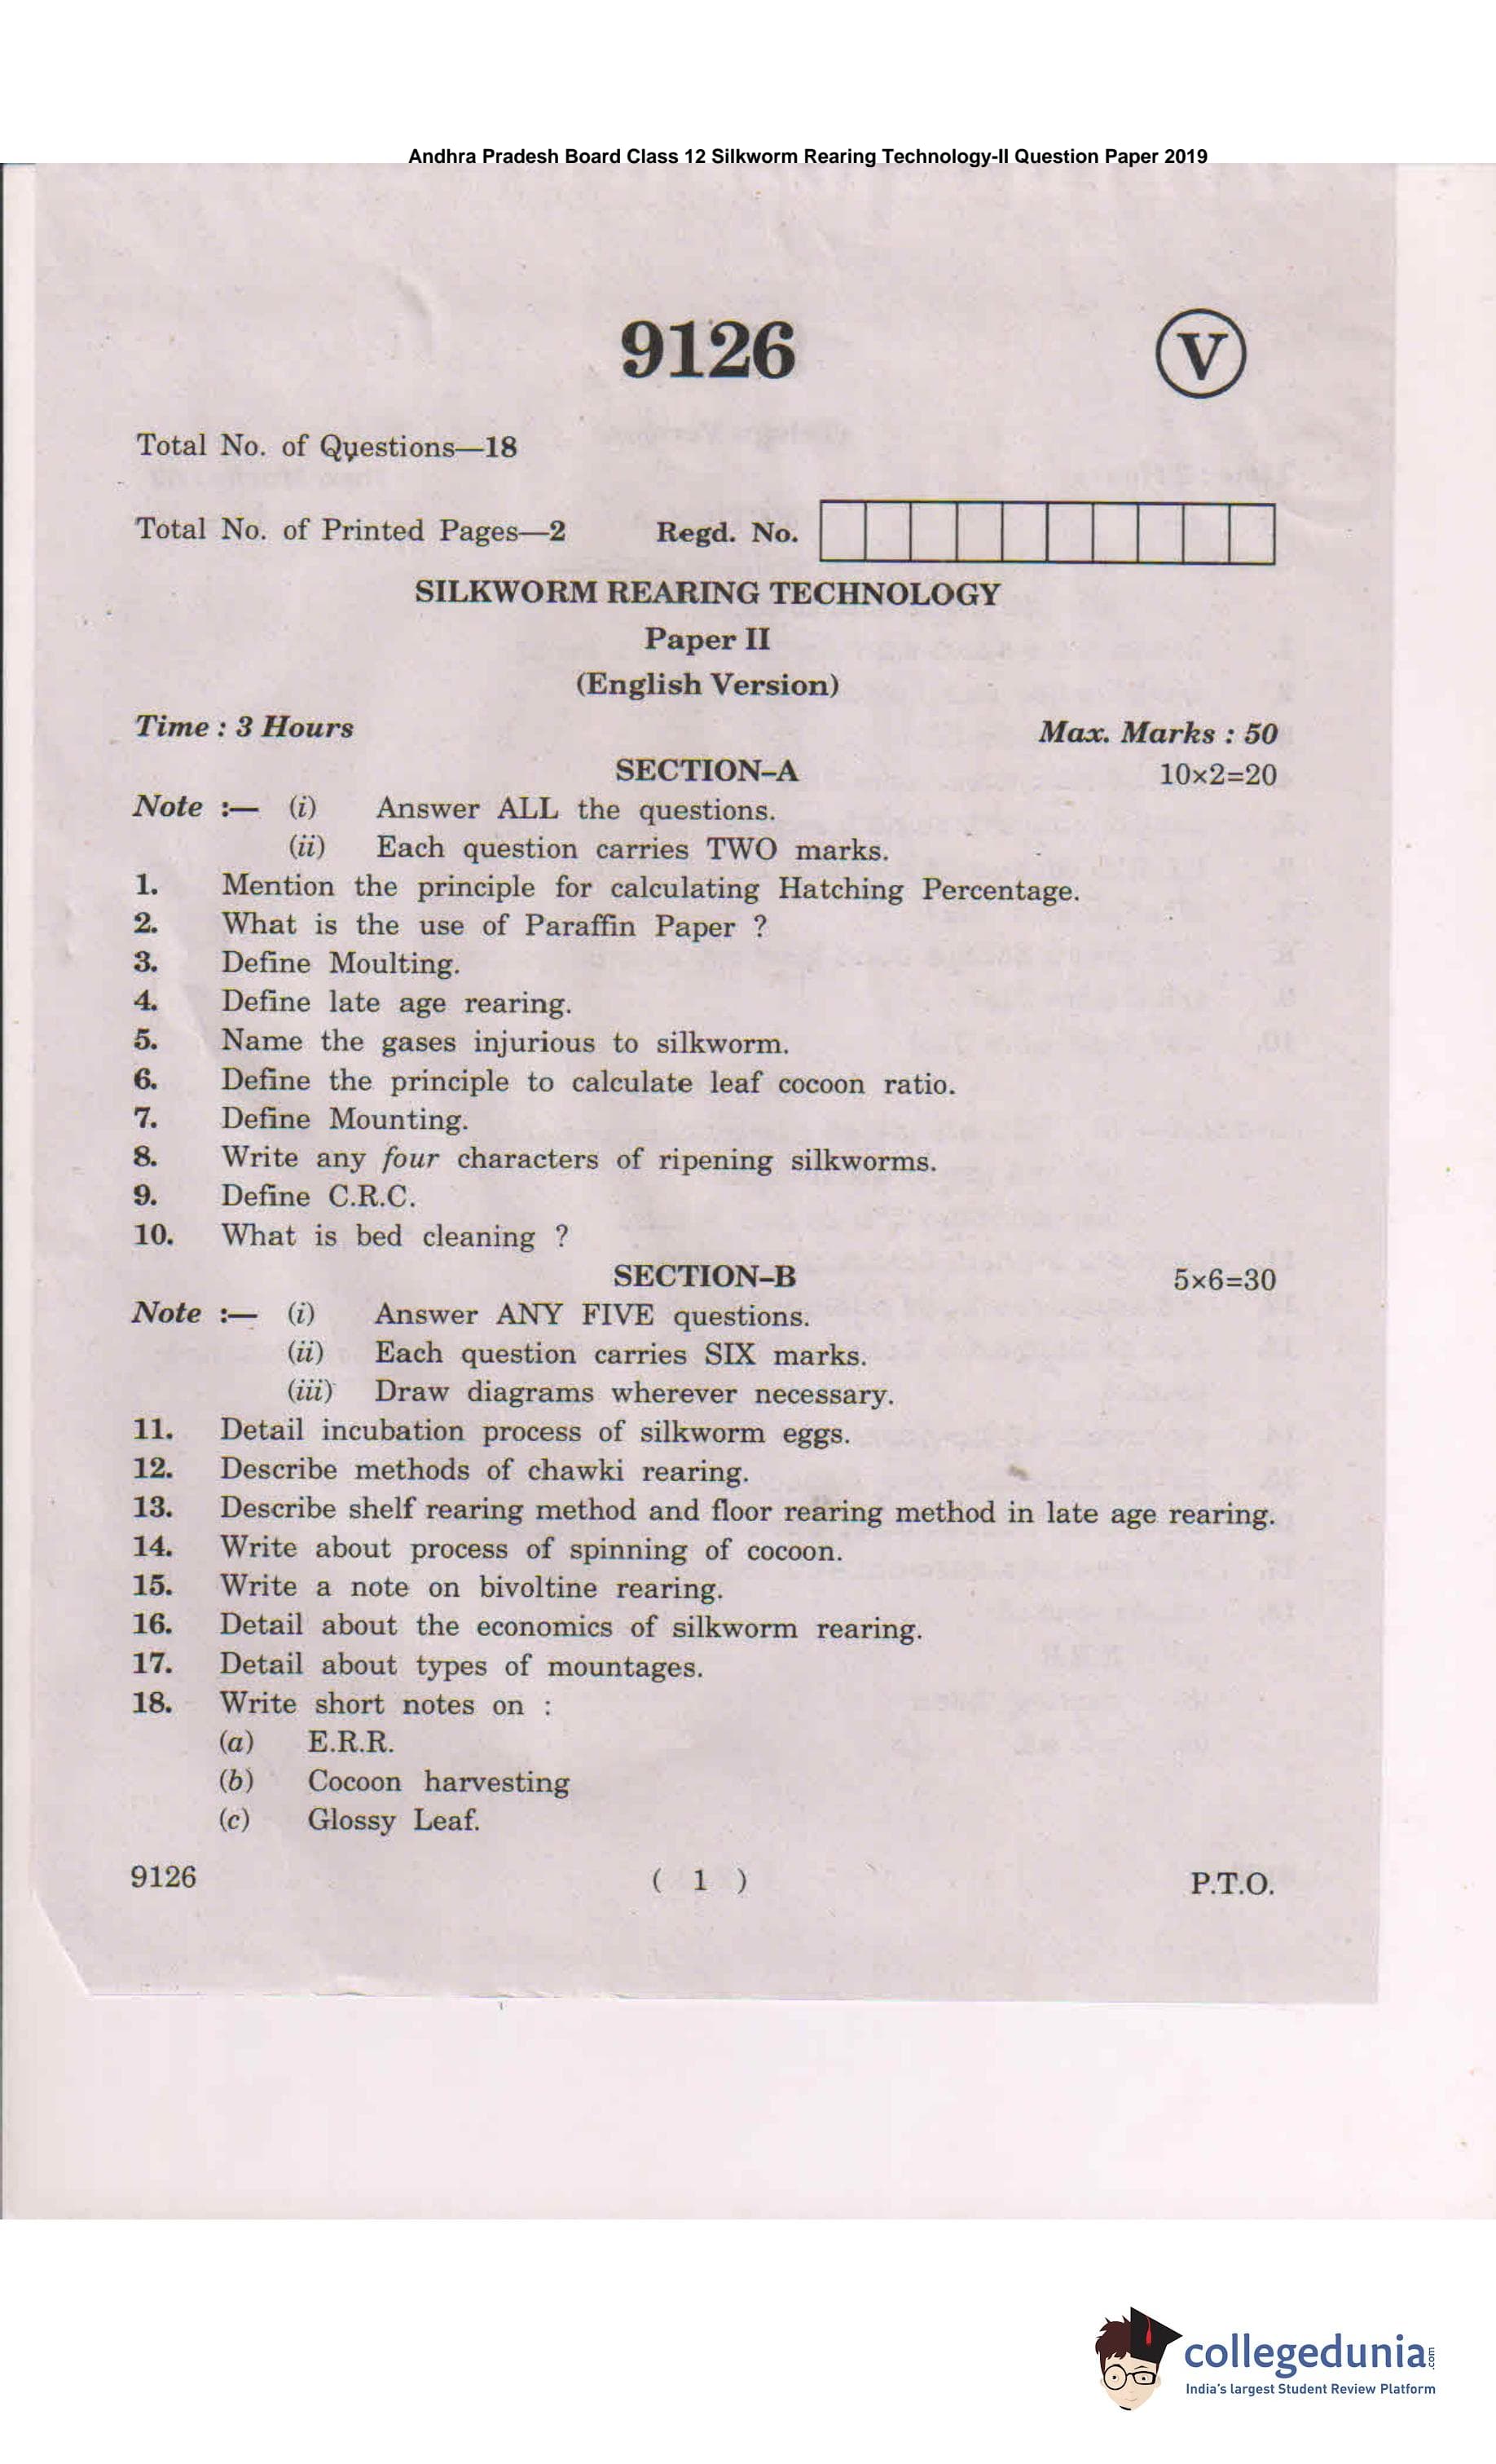 Andhra Pradesh Board Class 12 Silkworm Rearing Technology-II Question Paper 2019
9126
V
Total No. of Questions—18
Total No. of Printed Pages—2 Regd. No.
SILKWORM REARING TECHNOLOGY
Paper II
(English Version)
Time : 3 Hours Max. Marks : 50
SECTION–A 10×2=20
Note :— (i) Answer ALL the questions.
(ii) Each question carries TWO marks.
1. Mention the principle for calculating Hatching Percentage.
2. What is the use of Paraffin Paper ?
3. Define Moulting.
4. Define late age rearing.
5. Name the gases injurious to silkworm.
6. Define the principle to calculate leaf cocoon ratio.
7. Define Mounting.
8. Write any four characters of ripening silkworms.
9. Define C.R.C.
10. What is bed cleaning ?
SECTION–B 5×6=30
Note :— (i) Answer ANY FIVE questions.
(ii) Each question carries SIX marks.
(iii) Draw diagrams wherever necessary.
11. Detail incubation process of silkworm eggs.
12. Describe methods of chawki rearing.
13. Describe shelf rearing method and floor rearing method in late age rearing.
14. Write about process of spinning of cocoon.
15. Write a note on bivoltine rearing.
16. Detail about the economics of silkworm rearing.
17. Detail about types of mountages.
18. Write short notes on :
(a) E.R.R.
(b) Cocoon harvesting
(c) Glossy Leaf.
9126 ( 1 ) P.T.O.
collegedunia.com
India's largest Student Review Platform